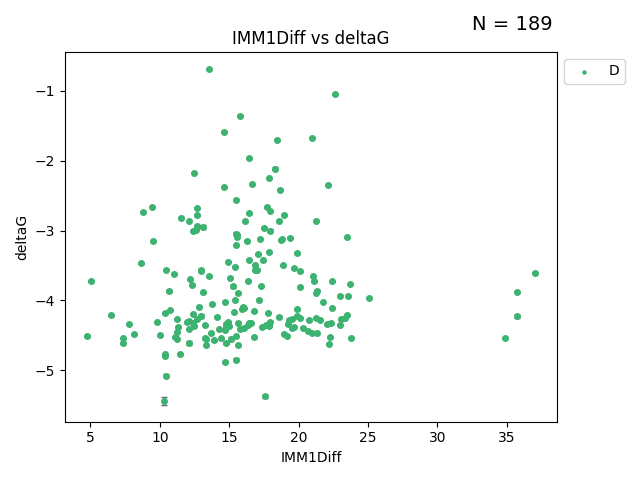 N = 189
IMM1Diff vs deltaG
D
−1
−2
−3
−4
−5
deltaG
5 10 15 20 25 30 35
IMM1Diff